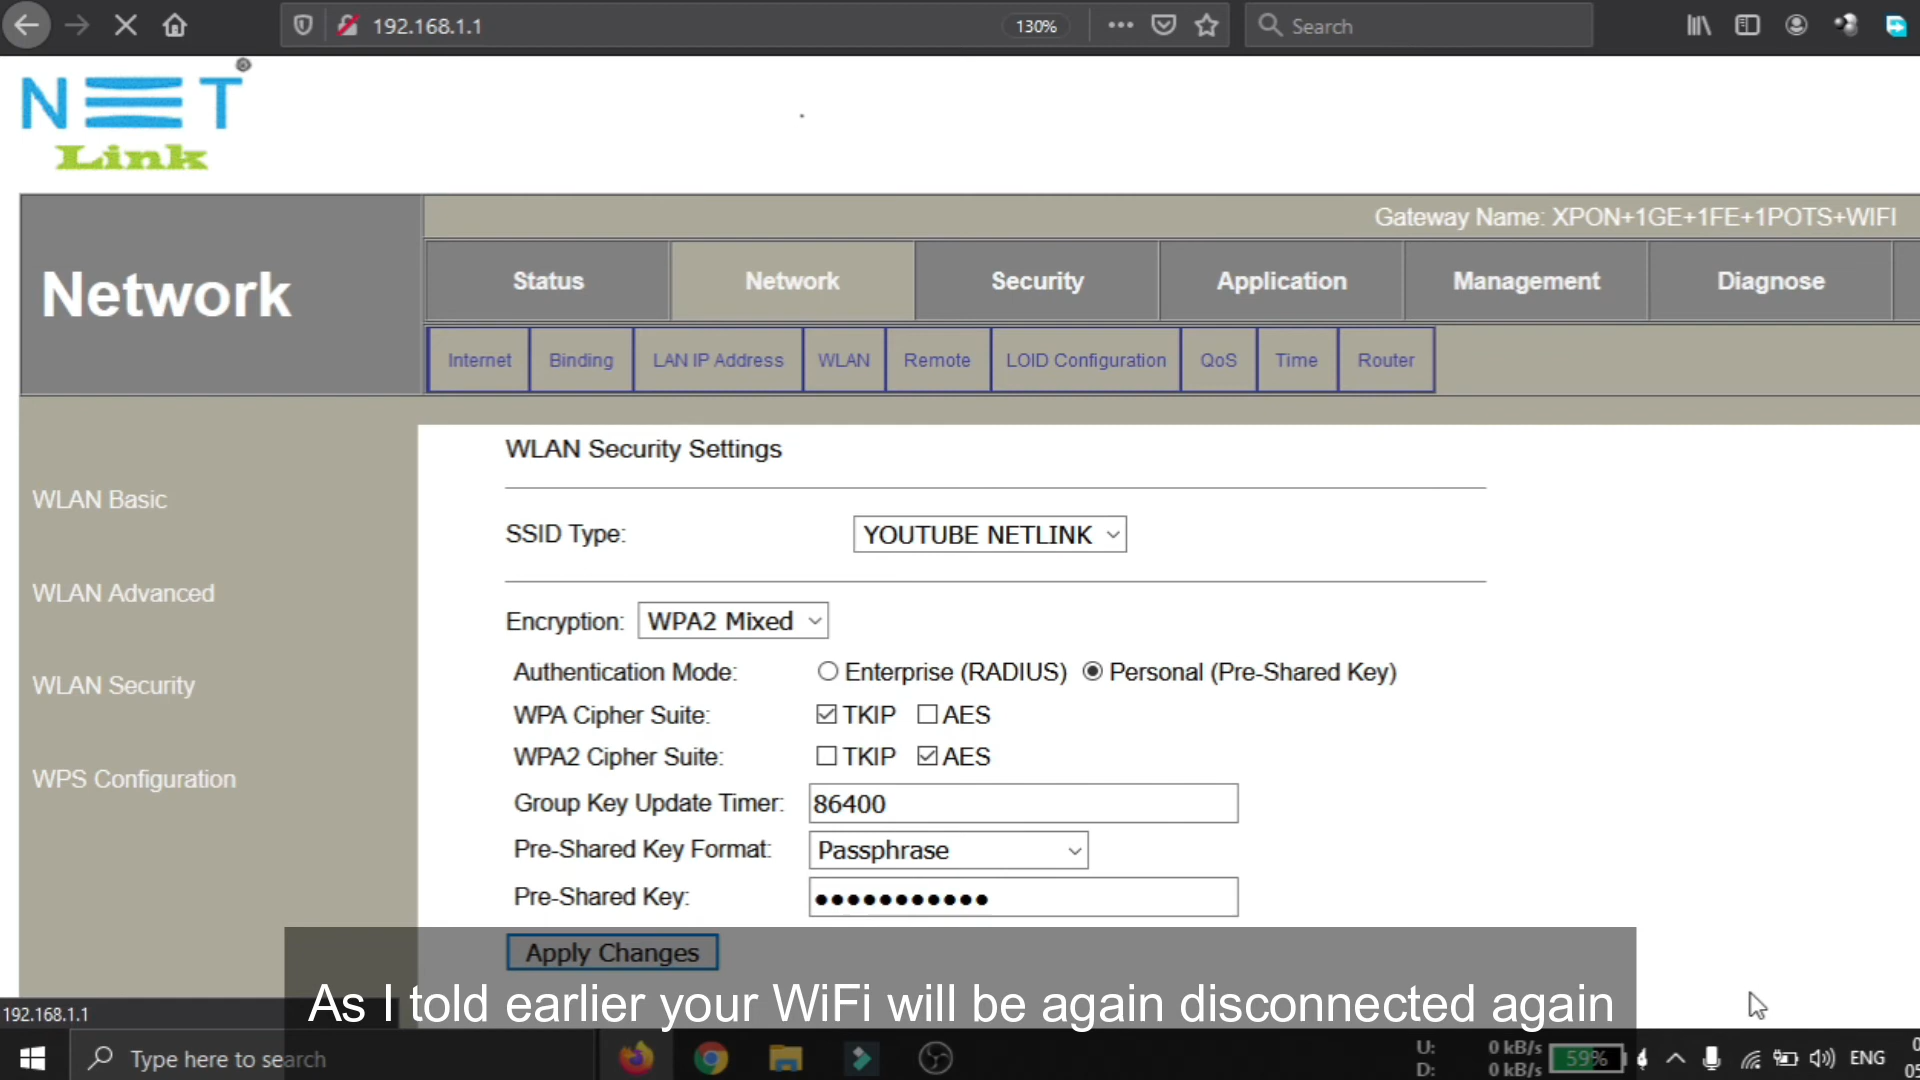 192.168.1.1
130%
Search
NET
Link
Gateway Name: XPON+1GE+1FE+1POTS+WIFI
Network
Status
Network
Security
Application
Management
Diagnose
Internet
Binding
LAN IP Address
WLAN
Remote
LOID Configuration
QoS
Time
Router
WLAN Basic
WLAN Advanced
WLAN Security
WPS Configuration
WLAN Security Settings
SSID Type: YOUTUBE NETLINK
Encryption: WPA2 Mixed
Authentication Mode: Enterprise (RADIUS) Personal (Pre-Shared Key)
WPA Cipher Suite: TKIP AES
WPA2 Cipher Suite: TKIP AES
Group Key Update Timer: 86400
Pre-Shared Key Format: Passphrase
Pre-Shared Key: ●●●●●●●●●●●
Apply Changes
As I told earlier your WiFi will be again disconnected again
192.168.1.1
Type here to search
U: 0 kB/s
D: 0 kB/s
59%
ENG